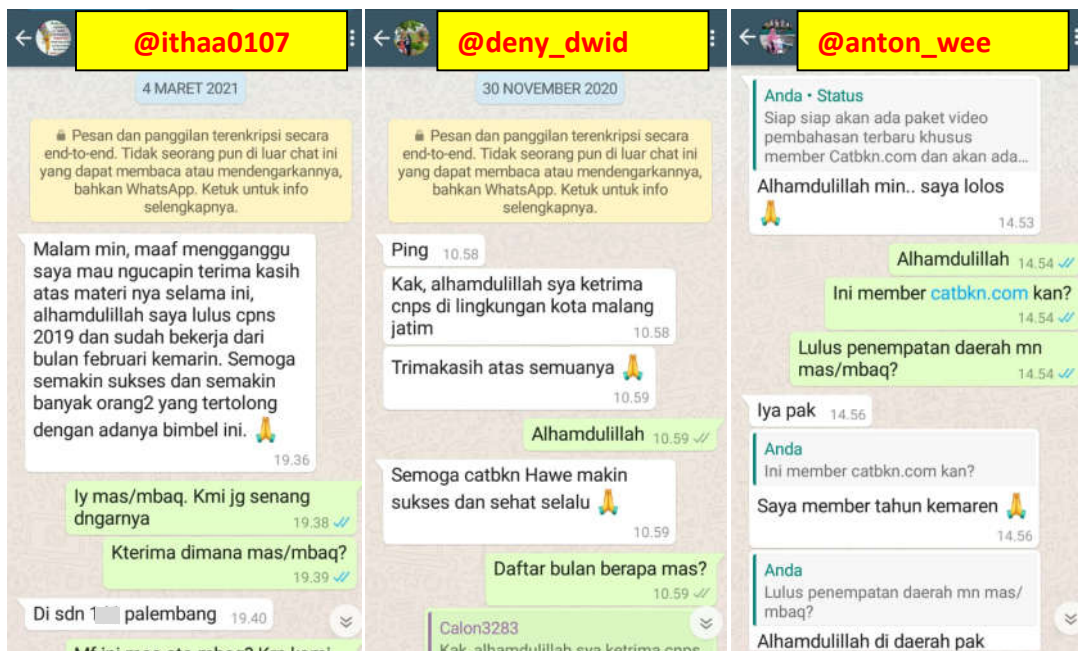 @ithaa0107
4 MARET 2021
Pesan dan panggilan terenkripsi secara
end-to-end. Tidak seorang pun di luar chat ini
yang dapat membaca atau mendengarkannya,
bahkan WhatsApp. Ketuk untuk info
selengkapnya.
Malam min, maaf mengganggu
saya mau ngucapin terima kasih
atas materi nya selama ini,
alhamdulillah saya lulus cpns
2019 dan sudah bekerja dari
bulan februari kemarin. Semoga
semakin sukses dan semakin
banyak orang2 yang tertolong
dengan adanya bimbel ini. 🙏
19.36
Iy mas/mbaq. Kmi jg senang
dngarnya 19.38
Kterima dimana mas/mbaq?
19.39
Di sdn 1 palembang 19.40
@deny_dwid
30 NOVEMBER 2020
Pesan dan panggilan terenkripsi secara
end-to-end. Tidak seorang pun di luar chat ini
yang dapat membaca atau mendengarkannya,
bahkan WhatsApp. Ketuk untuk info
selengkapnya.
Ping 10.58
Kak, alhamdulillah sya ketrima
cnps di lingkungan kota malang
jatim 10.58
Trimakasih atas semuanya 🙏
10.59
Alhamdulillah 10.59
Semoga catbkn Hawe makin
sukses dan sehat selalu 🙏
10.59
Daftar bulan berapa mas?
10.59
Calon3283
Kak, alhamdulillah sya ketrima cnps
@anton_wee
Anda • Status
Siap siap akan ada paket video
pembahasan terbaru khusus
member Catbkn.com dan akan ada...
Alhamdulillah min.. saya lolos
🙏 14.53
Alhamdulillah 14.54
Ini member catbkn.com kan?
14.54
Lulus penempatan daerah mn
mas/mbaq? 14.54
Iya pak 14.56
Anda
Ini member catbkn.com kan?
Saya member tahun kemaren 🙏
14.56
Anda
Lulus penempatan daerah mn mas/
mbaq?
Alhamdulillah di daerah pak